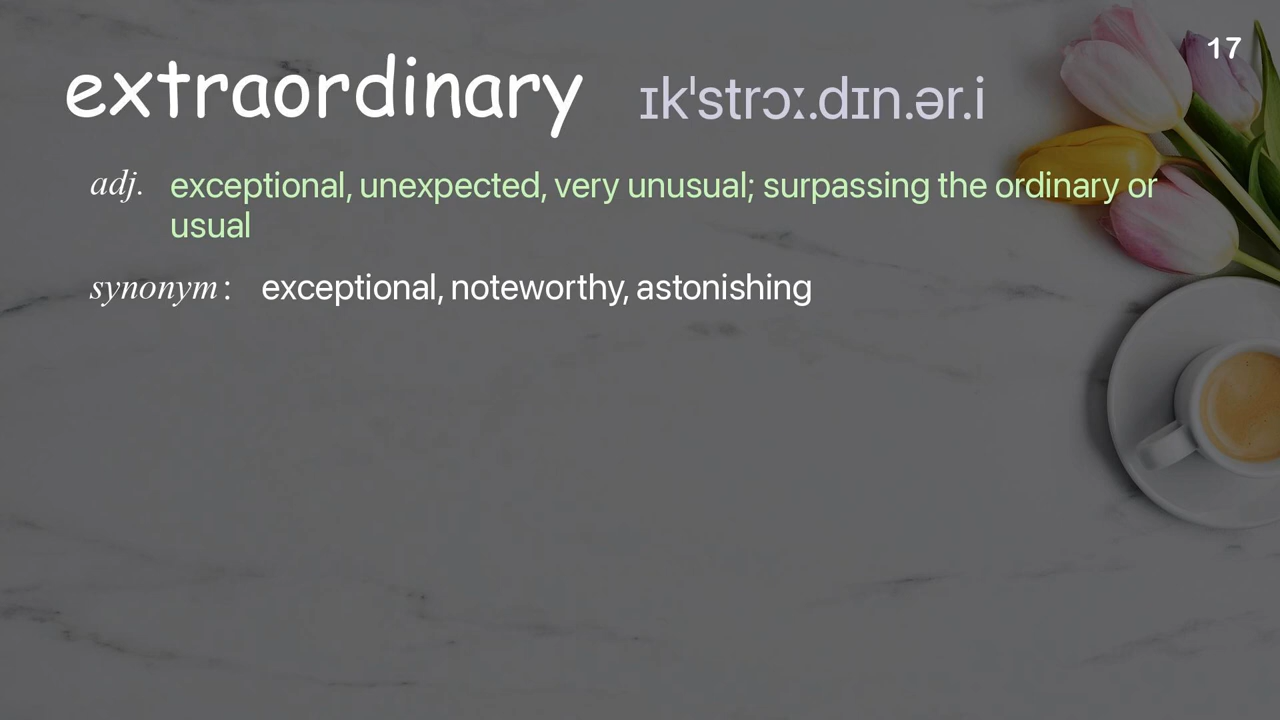 17
extraordinary ɪkˈstrɔː.dɪn.ər.i
adj. exceptional, unexpected, very unusual; surpassing the ordinary or
usual
synonym: exceptional, noteworthy, astonishing